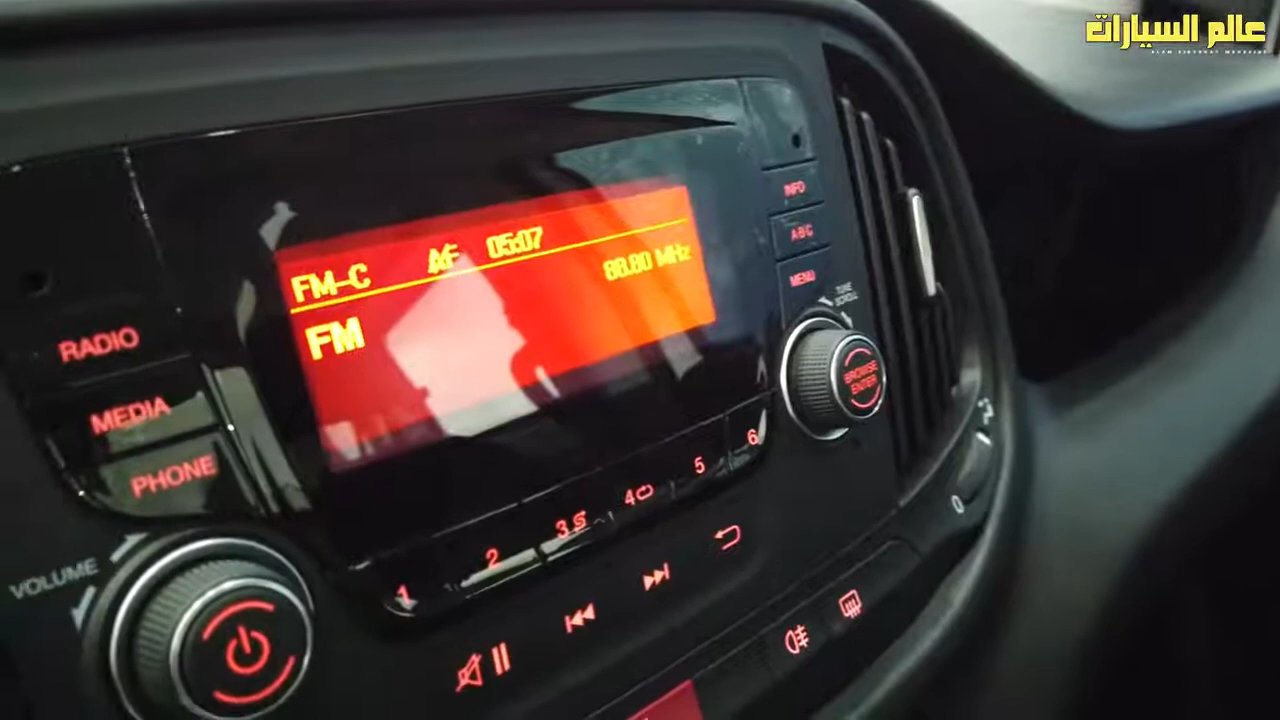 عالم السيارات
INFO
ABC
MENU
TUNE
SCROLL
BROWSE
ENTER
FM-C AF 05:07
88.80 MHz
FM
RADIO
MEDIA
PHONE
VOLUME
1 2 3 4 5 6
0